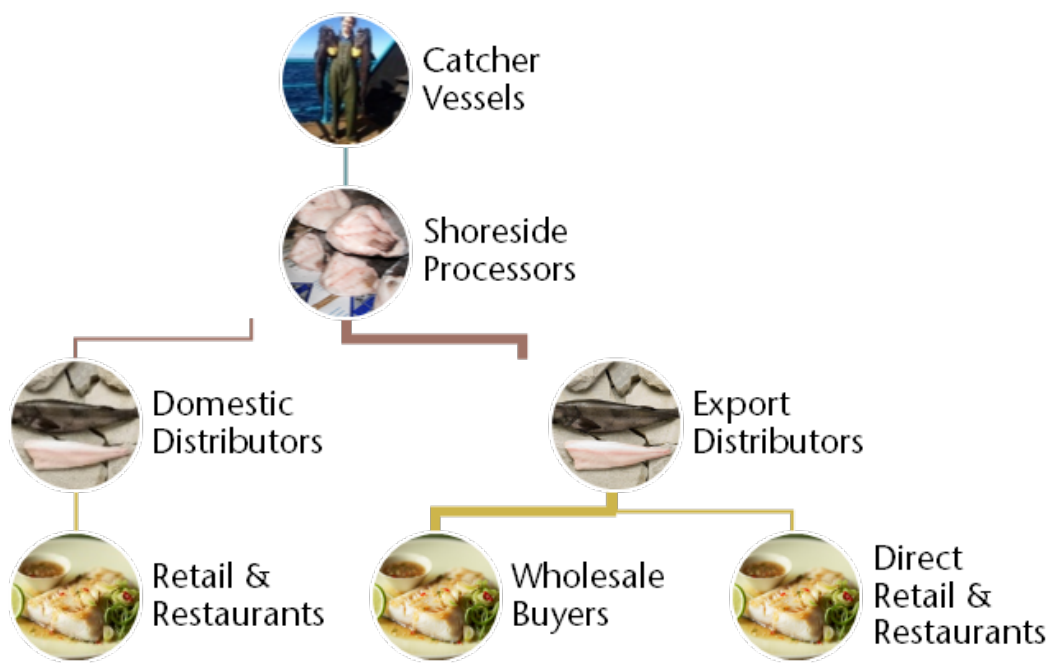 Catcher
Vessels
Shoreside
Processors
Domestic
Distributors
Export
Distributors
Retail &
Restaurants
Wholesale
Buyers
Direct
Retail &
Restaurants